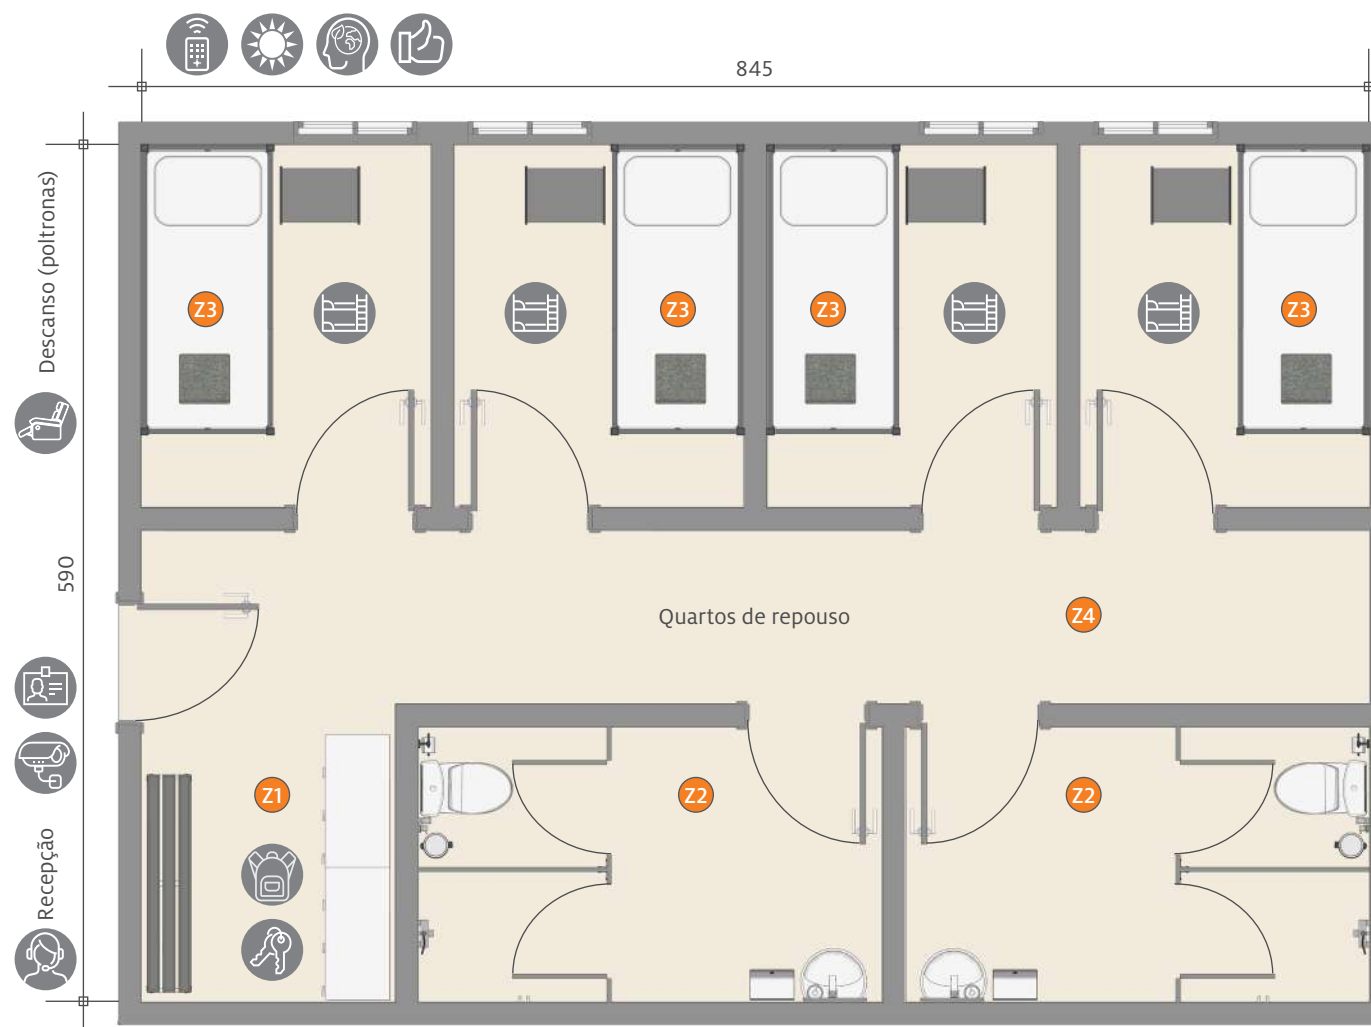 845
Descanso (poltronas)
Z3
Z3
Z3
Z3
590
Quartos de repouso
Z4
Z1
Z2
Z2
Recepção